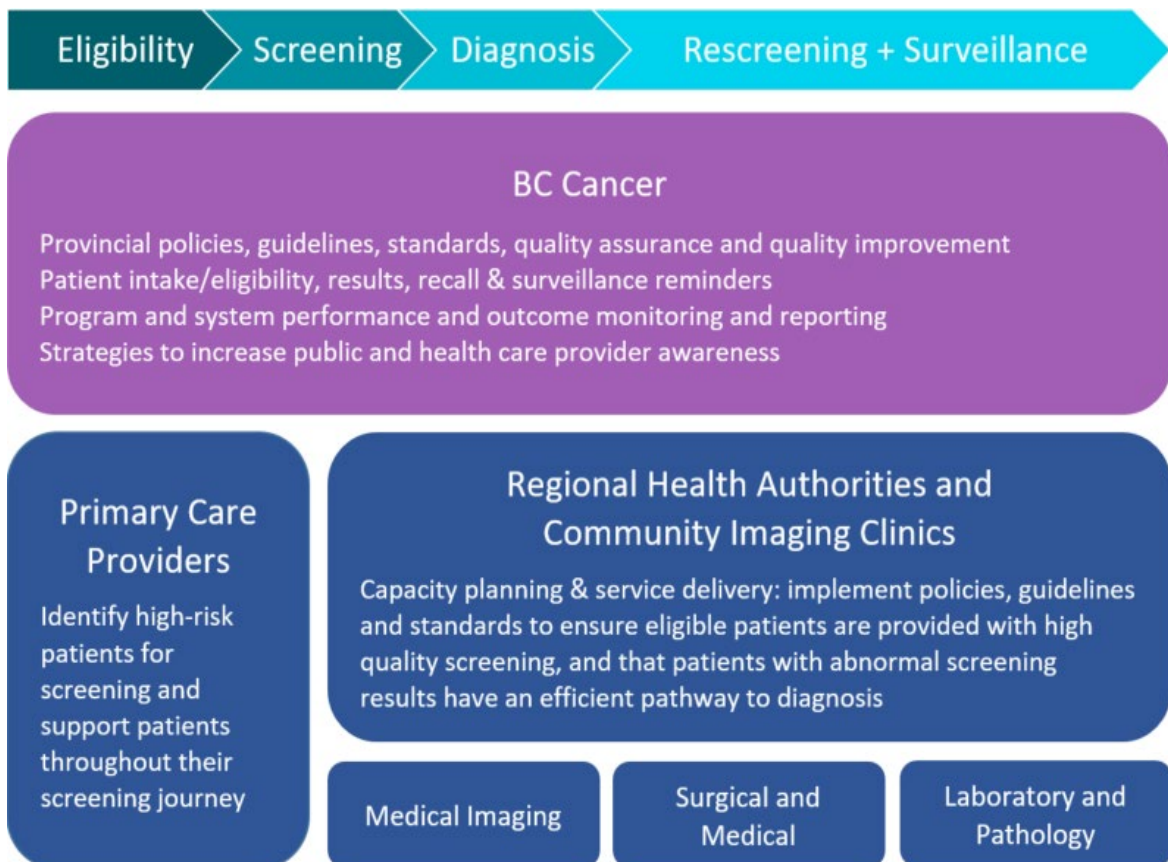 Eligibility
Screening
Diagnosis
Rescreening + Surveillance
BC Cancer
Provincial policies, guidelines, standards, quality assurance and quality improvement
Patient intake/eligibility, results, recall & surveillance reminders
Program and system performance and outcome monitoring and reporting
Strategies to increase public and health care provider awareness
Primary Care
Providers
Identify high-risk
patients for
screening and
support patients
throughout their
screening journey
Regional Health Authorities and
Community Imaging Clinics
Capacity planning & service delivery: implement policies, guidelines
and standards to ensure eligible patients are provided with high
quality screening, and that patients with abnormal screening
results have an efficient pathway to diagnosis
Medical Imaging
Surgical and
Medical
Laboratory and
Pathology